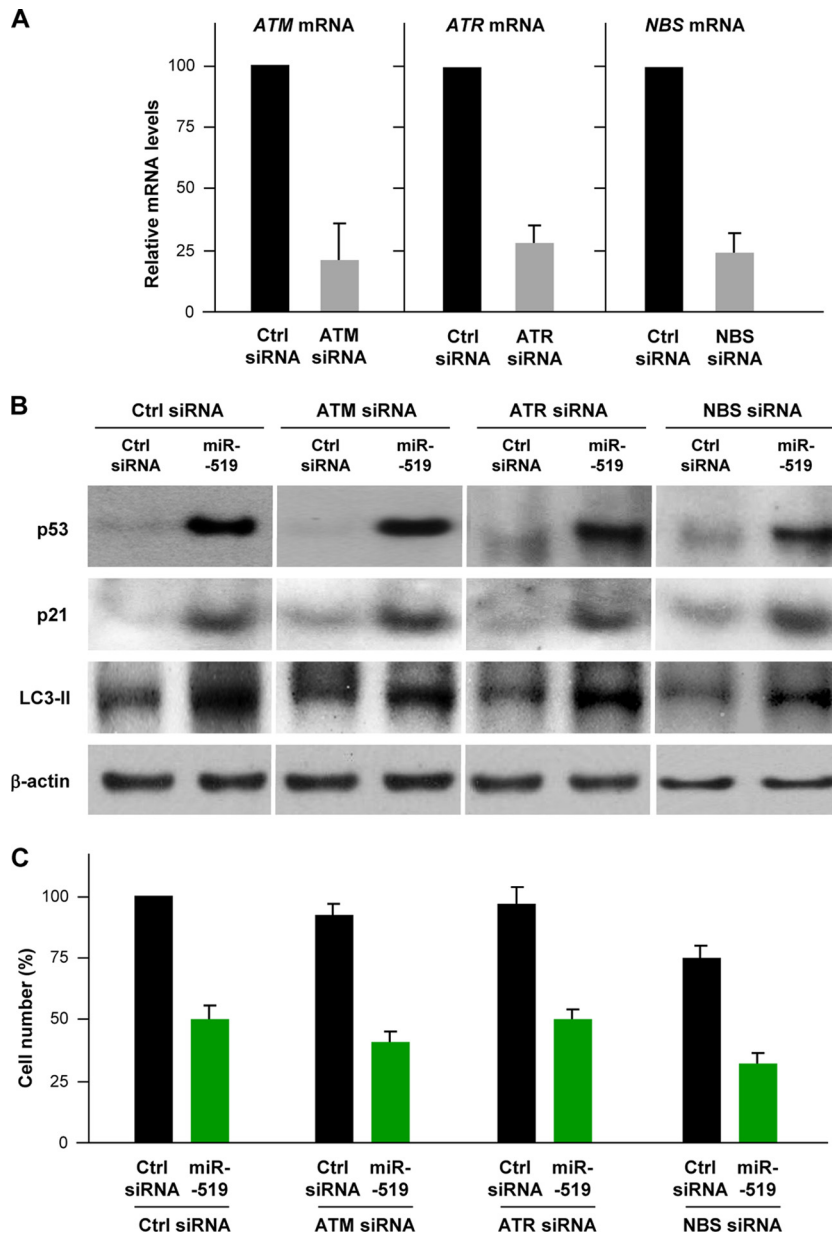 A
ATM mRNA ATR mRNA NBS mRNA
Relative mRNA levels
100
75
50
25
0
Ctrl siRNA ATM siRNA Ctrl siRNA ATR siRNA Ctrl siRNA NBS siRNA
B
Ctrl siRNA ATM siRNA ATR siRNA NBS siRNA
Ctrl miR- Ctrl miR- Ctrl miR- Ctrl miR-
siRNA -519 siRNA -519 siRNA -519 siRNA -519
p53
p21
LC3-II
β-actin
C
Cell number (%)
100
75
50
25
0
Ctrl miR- Ctrl miR- Ctrl miR- Ctrl miR-
siRNA -519 siRNA -519 siRNA -519 siRNA -519
Ctrl siRNA ATM siRNA ATR siRNA NBS siRNA